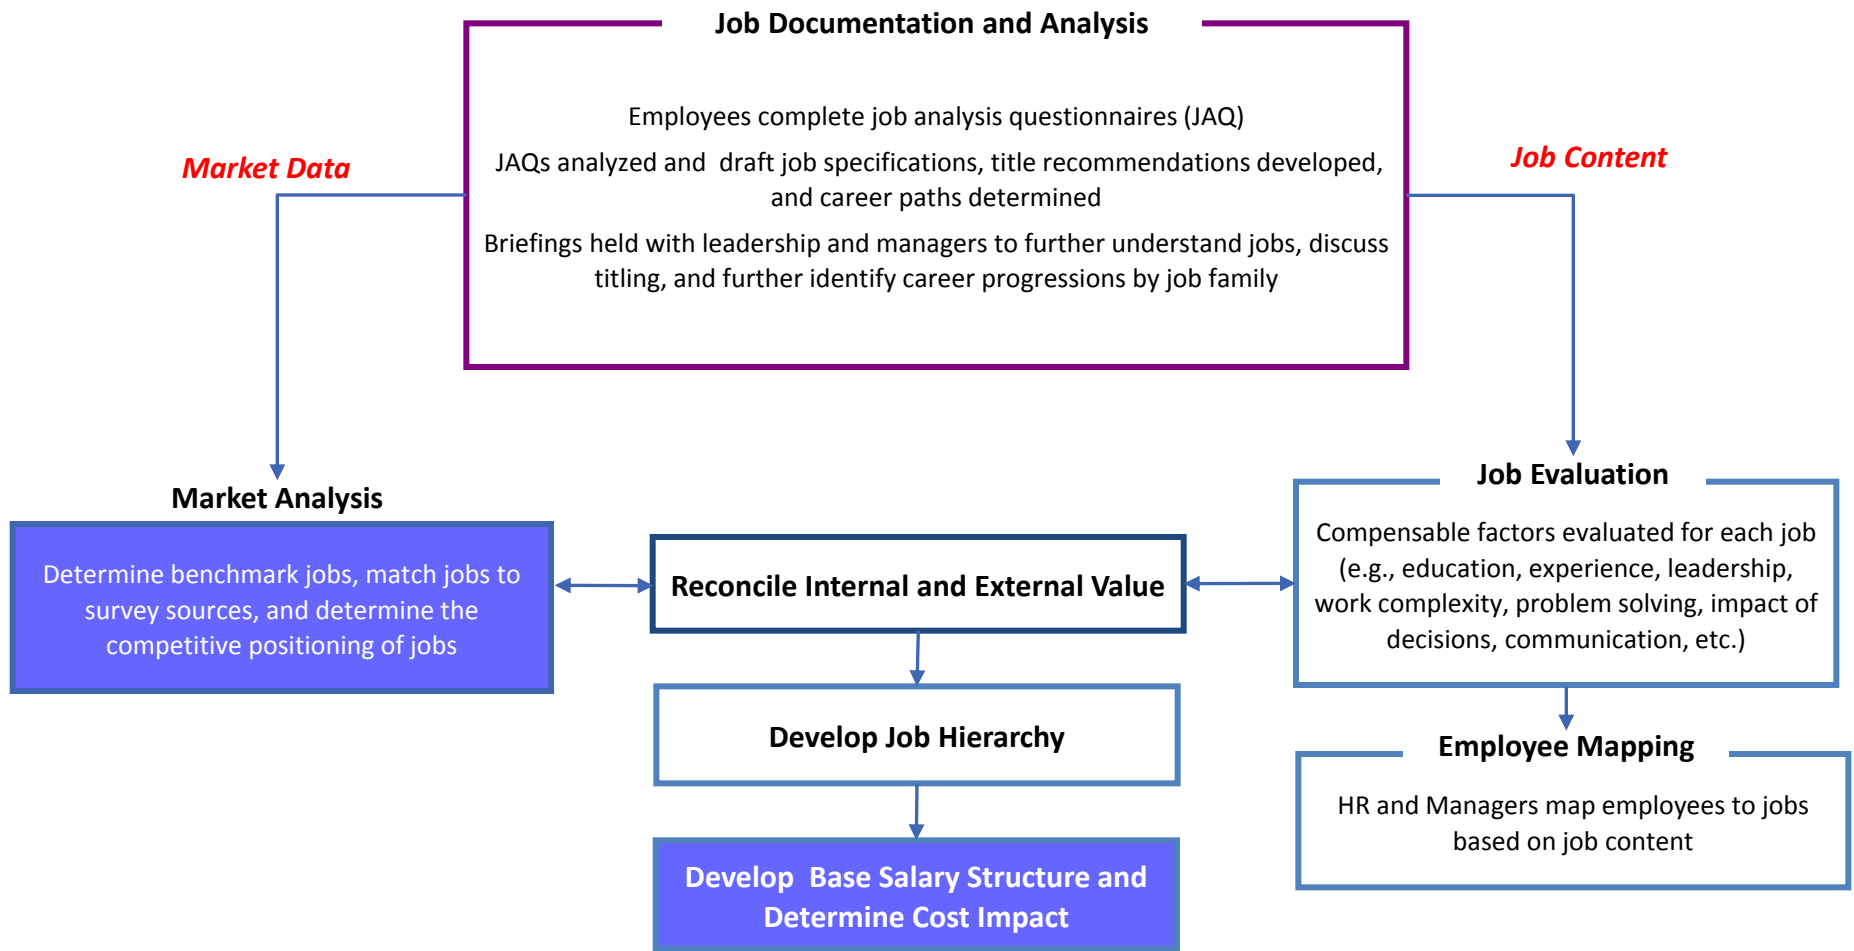 Job Documentation and Analysis
Employees complete job analysis questionnaires (JAQ)
JAQs analyzed and  draft job specifications, title recommendations developed,
and career paths determined
Briefings held with leadership and managers to further understand jobs, discuss
titling, and further identify career progressions by job family
Market Data
Job Content
Market Analysis
Determine benchmark jobs, match jobs to
survey sources, and determine the
competitive positioning of jobs
Reconcile Internal and External Value
Job Evaluation
Compensable factors evaluated for each job
(e.g., education, experience, leadership,
work complexity, problem solving, impact of
decisions, communication, etc.)
Develop Job Hierarchy
Employee Mapping
HR and Managers map employees to jobs
based on job content
Develop  Base Salary Structure and
Determine Cost Impact